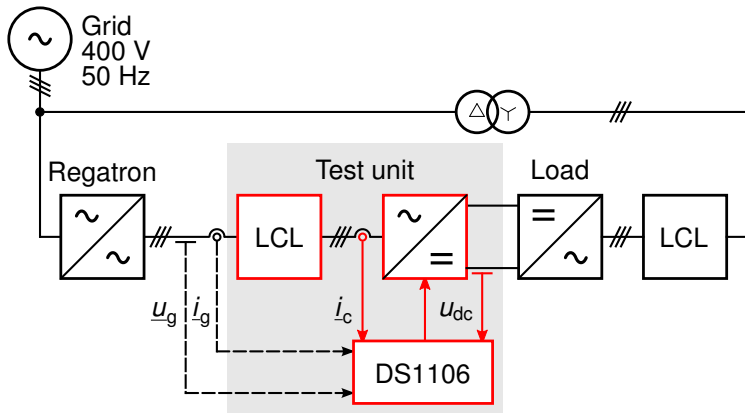 Grid
400 V
50 Hz
Regatron
Test unit
Load
LCL
LCL
u_g
i_g
i_c
u_dc
DS1106